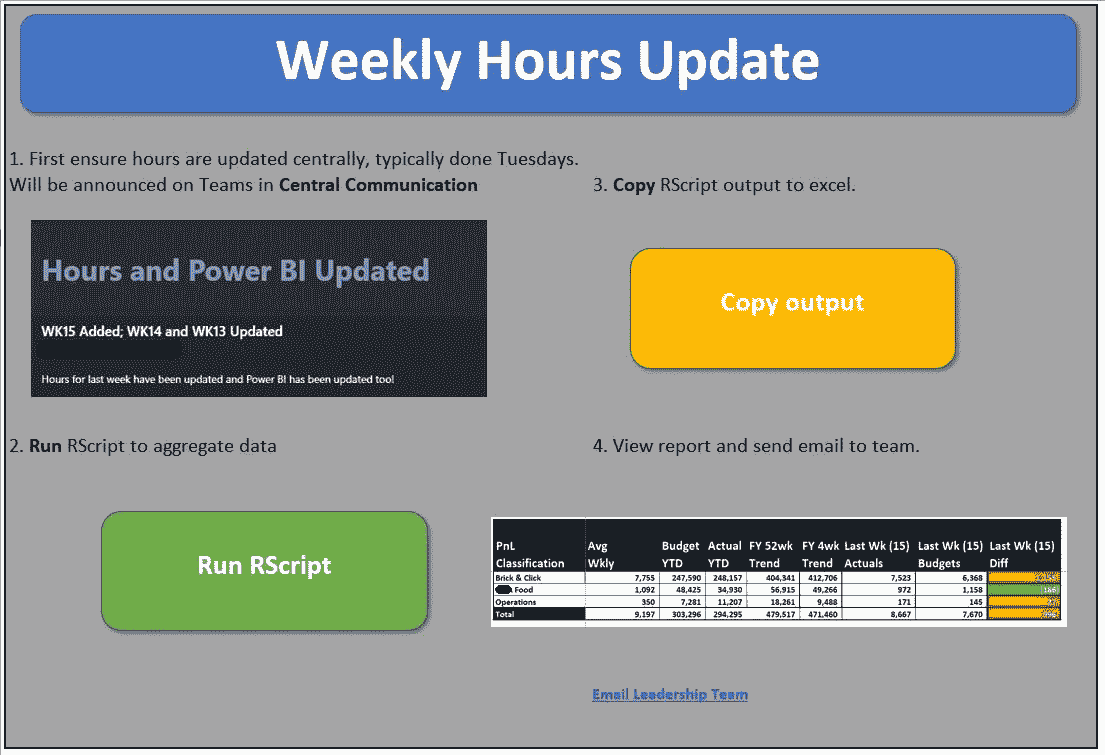 Weekly Hours Update
1. First ensure hours are updated centrally, typically done Tuesdays.
Will be announced on Teams in Central Communication
Hours and Power BI Updated
WK15 Added; WK14 and WK13 Updated
Hours for last week have been updated and Power BI has been updated too!
2. Run RScript to aggregate data
Run RScript
3. Copy RScript output to excel.
Copy output
4. View report and send email to team.
PnL Avg Budget Actual FY 52wk FY 4wk Last Wk (15) Last Wk (15) Last Wk (15)
Classification Wkly YTD YTD Trend Trend Actuals Budgets Diff
Brick & Click 7,755 247,590 248,157 404,341 412,706 7,523 6,368
Food 1,092 48,425 34,930 56,915 49,266 972 1,158 186
Operations 350 7,281 11,207 18,261 9,488 171 145
Total 9,197 303,296 294,295 479,517 471,460 8,667 7,670
Email Leadership Team